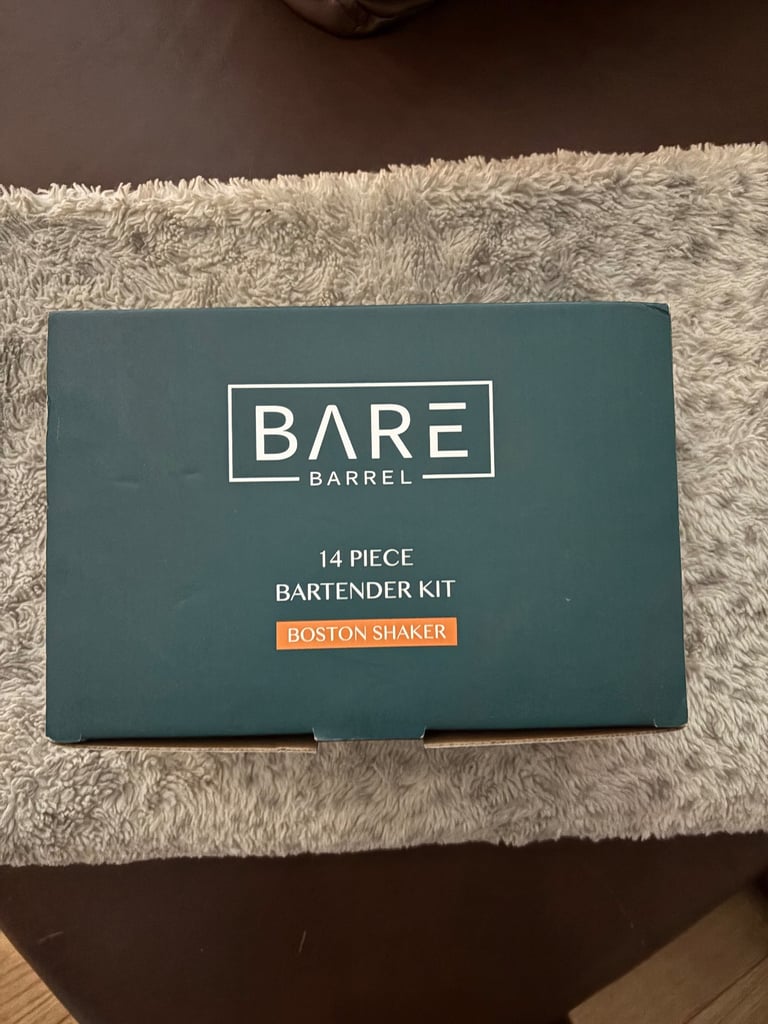 BARE
BARREL
14 PIECE
BARTENDER KIT
BOSTON SHAKER